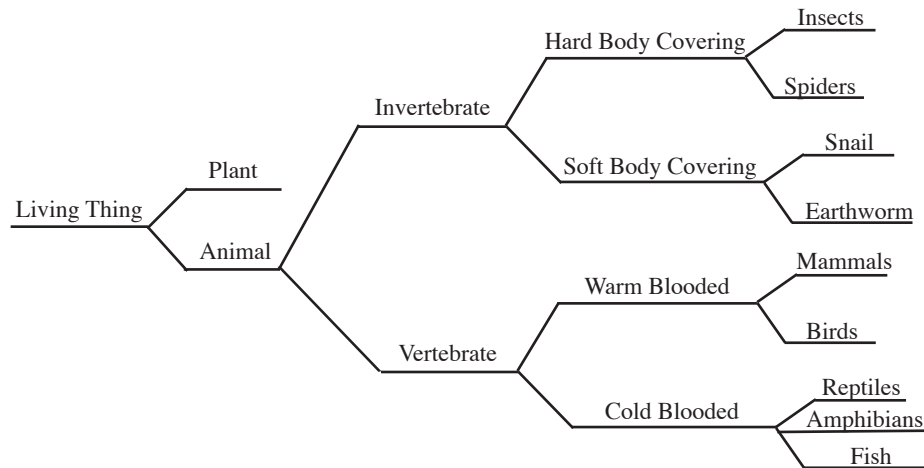 Living Thing
Plant
Animal
Invertebrate
Hard Body Covering
Insects
Spiders
Soft Body Covering
Snail
Earthworm
Vertebrate
Warm Blooded
Mammals
Birds
Cold Blooded
Reptiles
Amphibians
Fish